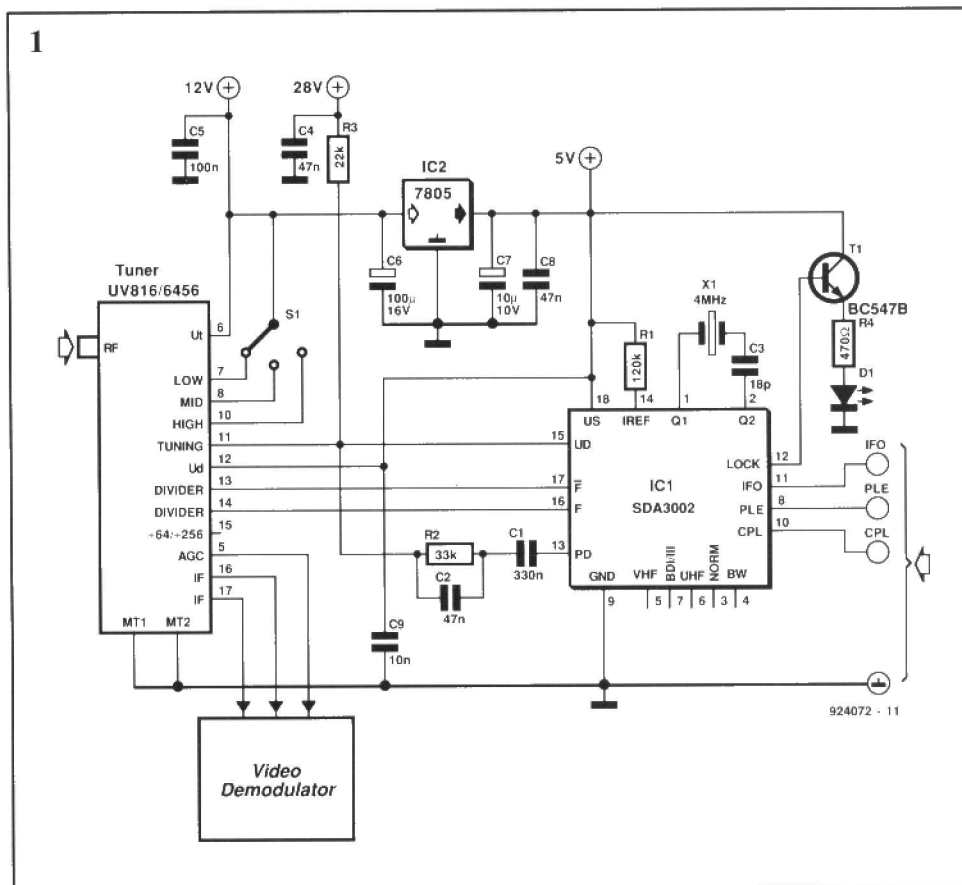 1
12V
28V
C5
100n
C4
47n
R3
22k
IC2
7805
5V
C6
100µ
16V
C7
10µ
10V
C8
47n
T1
BC547B
R4
470Ω
D1
X1
4MHz
C3
18p
R1
120k
Tuner
UV816/6456
S1
RF
Ut
6
LOW
7
MID
8
HIGH
10
TUNING
11
Ud
12
DIVIDER
13
DIVIDER
14
÷64/÷256
15
AGC
5
IF
16
IF
17
MT1
MT2
18
14
1
2
US
IREF
Q1
Q2
15
UD
17
F
16
F
13
PD
IC1
SDA3002
LOCK
12
IFO
11
PLE
8
CPL
10
GND
VHF
BDI/III
UHF
NORM
BW
9
5
7
6
3
4
IFO
PLE
CPL
R2
33k
C2
47n
C1
330n
C9
10n
924072 - 11
Video
Demodulator